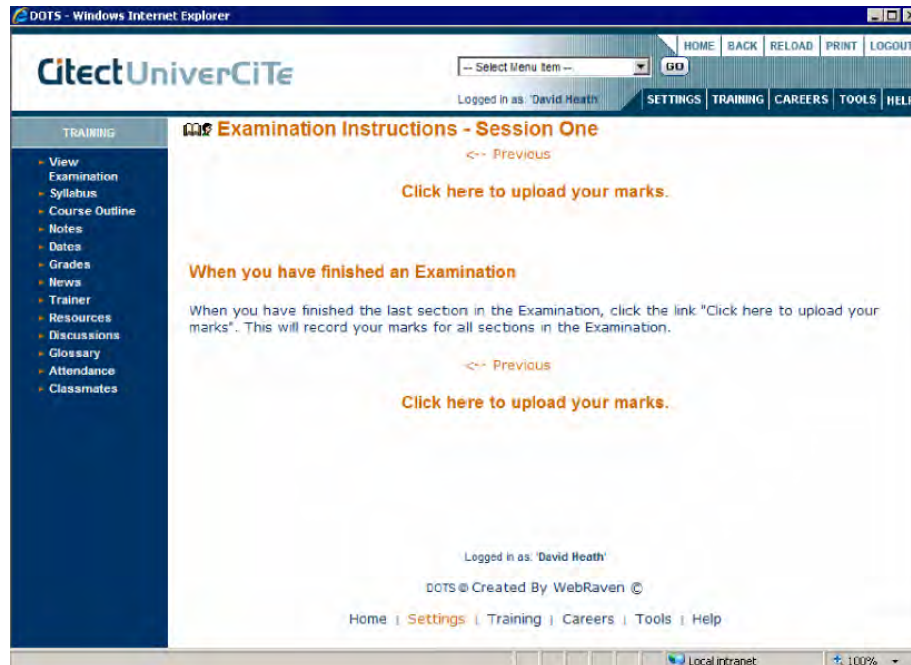 DOTS - Windows Internet Explorer
HOME | BACK | RELOAD | PRINT | LOGOUT
CitectUniverCiTe
-- Select Menu Item --
GO
Logged in as: 'David Heath'
SETTINGS | TRAINING | CAREERS | TOOLS | HELP
TRAINING
View
Examination
Syllabus
Course Outline
Notes
Dates
Grades
News
Trainer
Resources
Discussions
Glossary
Attendance
Classmates
Examination Instructions - Session One
<-- Previous
Click here to upload your marks.
When you have finished an Examination
When you have finished the last section in the Examination, click the link "Click here to upload your
marks". This will record your marks for all sections in the Examination.
<-- Previous
Click here to upload your marks.
Logged in as: 'David Heath'
DOTS © Created By WebRaven ©
Home | Settings | Training | Careers | Tools | Help
Local intranet
100%